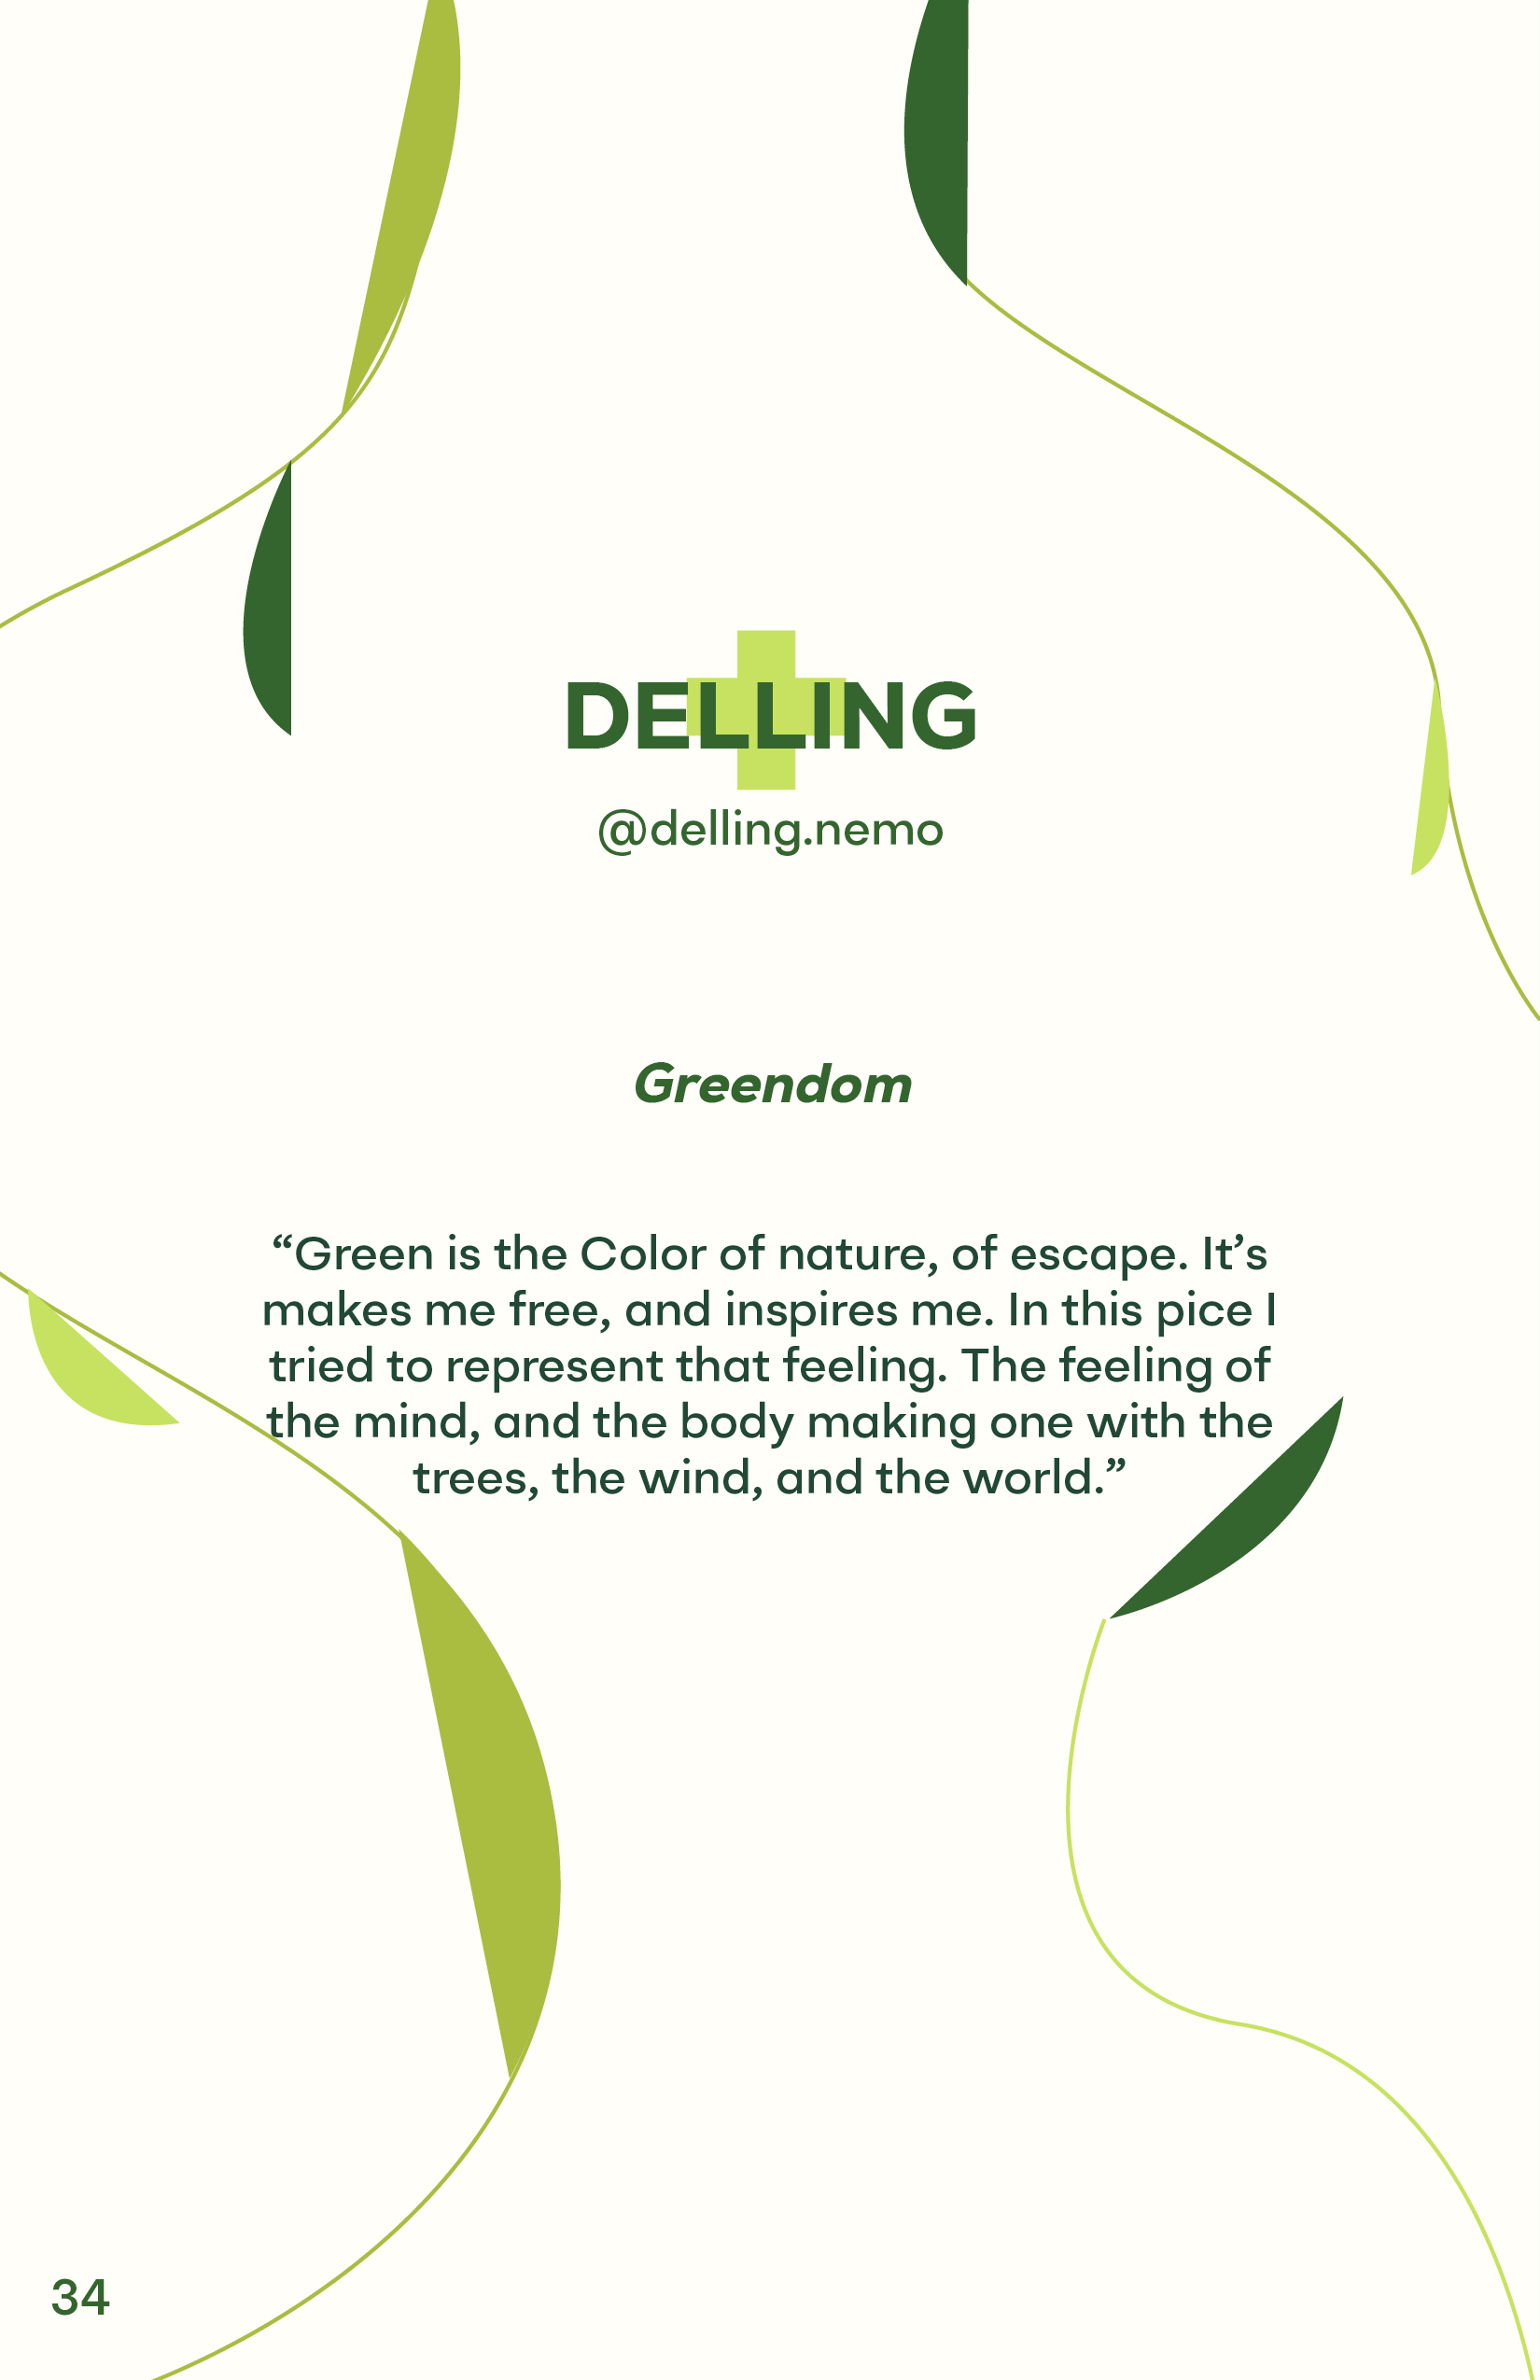 DELLING
@delling.nemo
Greendom
“Green is the Color of nature, of escape. It’s
makes me free, and inspires me. In this pice I
tried to represent that feeling. The feeling of
the mind, and the body making one with the
trees, the wind, and the world.”
34